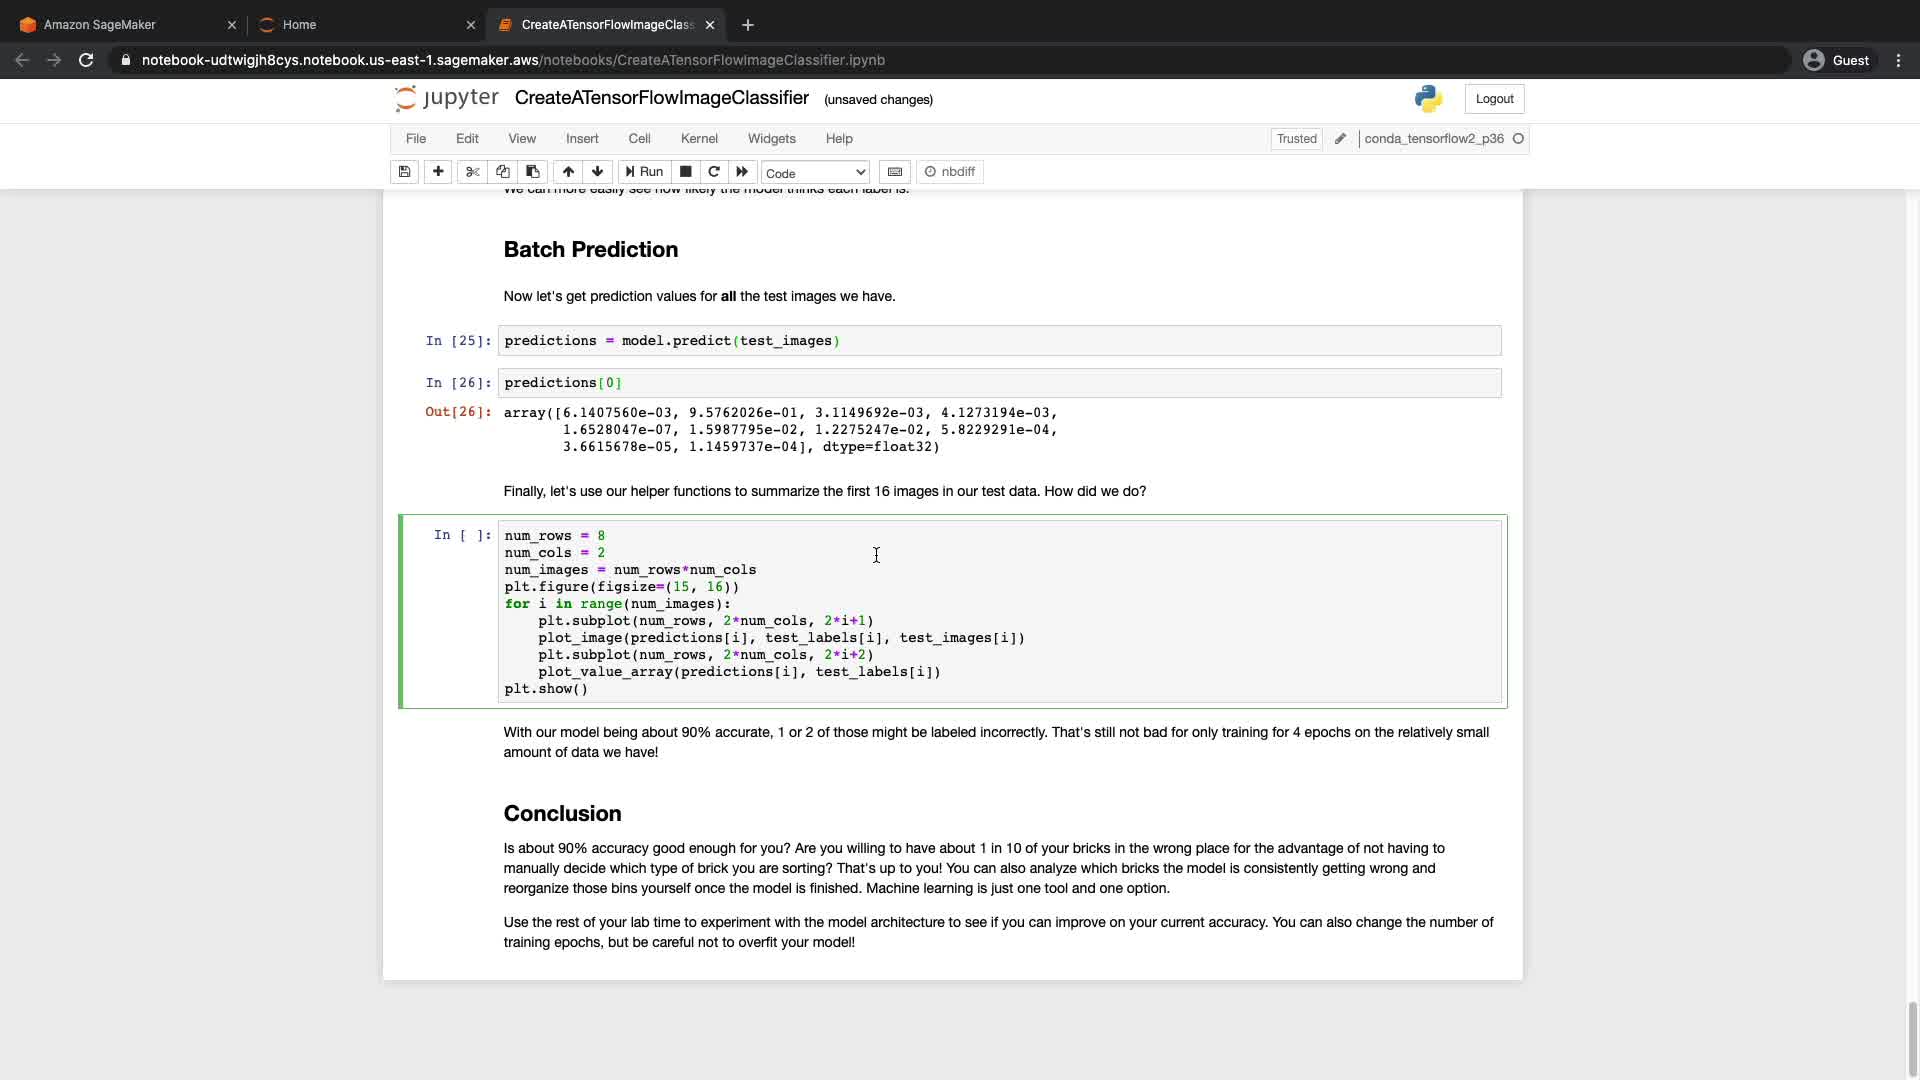 Amazon SageMaker
Home
CreateATensorFlowImageClass
notebook-udtwigjh8cys.notebook.us-east-1.sagemaker.aws/notebooks/CreateATensorFlowImageClassifier.ipynb
Guest
jupyter CreateATensorFlowImageClassifier (unsaved changes)
Logout
File Edit View Insert Cell Kernel Widgets Help
Trusted conda_tensorflow2_p36
Run Code nbdiff
We can more easily see how likely the model thinks each label is.
Batch Prediction
Now let's get prediction values for all the test images we have.
In [25]: predictions = model.predict(test_images)
In [26]: predictions[0]
Out[26]: array([6.1407560e-03, 9.5762026e-01, 3.1149692e-03, 4.1273194e-03,
1.6528047e-07, 1.5987795e-02, 1.2275247e-02, 5.8229291e-04,
3.6615678e-05, 1.1459737e-04], dtype=float32)
Finally, let's use our helper functions to summarize the first 16 images in our test data. How did we do?
In [ ]: num_rows = 8
num_cols = 2
num_images = num_rows*num_cols
plt.figure(figsize=(15, 16))
for i in range(num_images):
    plt.subplot(num_rows, 2*num_cols, 2*i+1)
    plot_image(predictions[i], test_labels[i], test_images[i])
    plt.subplot(num_rows, 2*num_cols, 2*i+2)
    plot_value_array(predictions[i], test_labels[i])
plt.show()
With our model being about 90% accurate, 1 or 2 of those might be labeled incorrectly. That's still not bad for only training for 4 epochs on the relatively small
amount of data we have!
Conclusion
Is about 90% accuracy good enough for you? Are you willing to have about 1 in 10 of your bricks in the wrong place for the advantage of not having to
manually decide which type of brick you are sorting? That's up to you! You can also analyze which bricks the model is consistently getting wrong and
reorganize those bins yourself once the model is finished. Machine learning is just one tool and one option.
Use the rest of your lab time to experiment with the model architecture to see if you can improve on your current accuracy. You can also change the number of
training epochs, but be careful not to overfit your model!